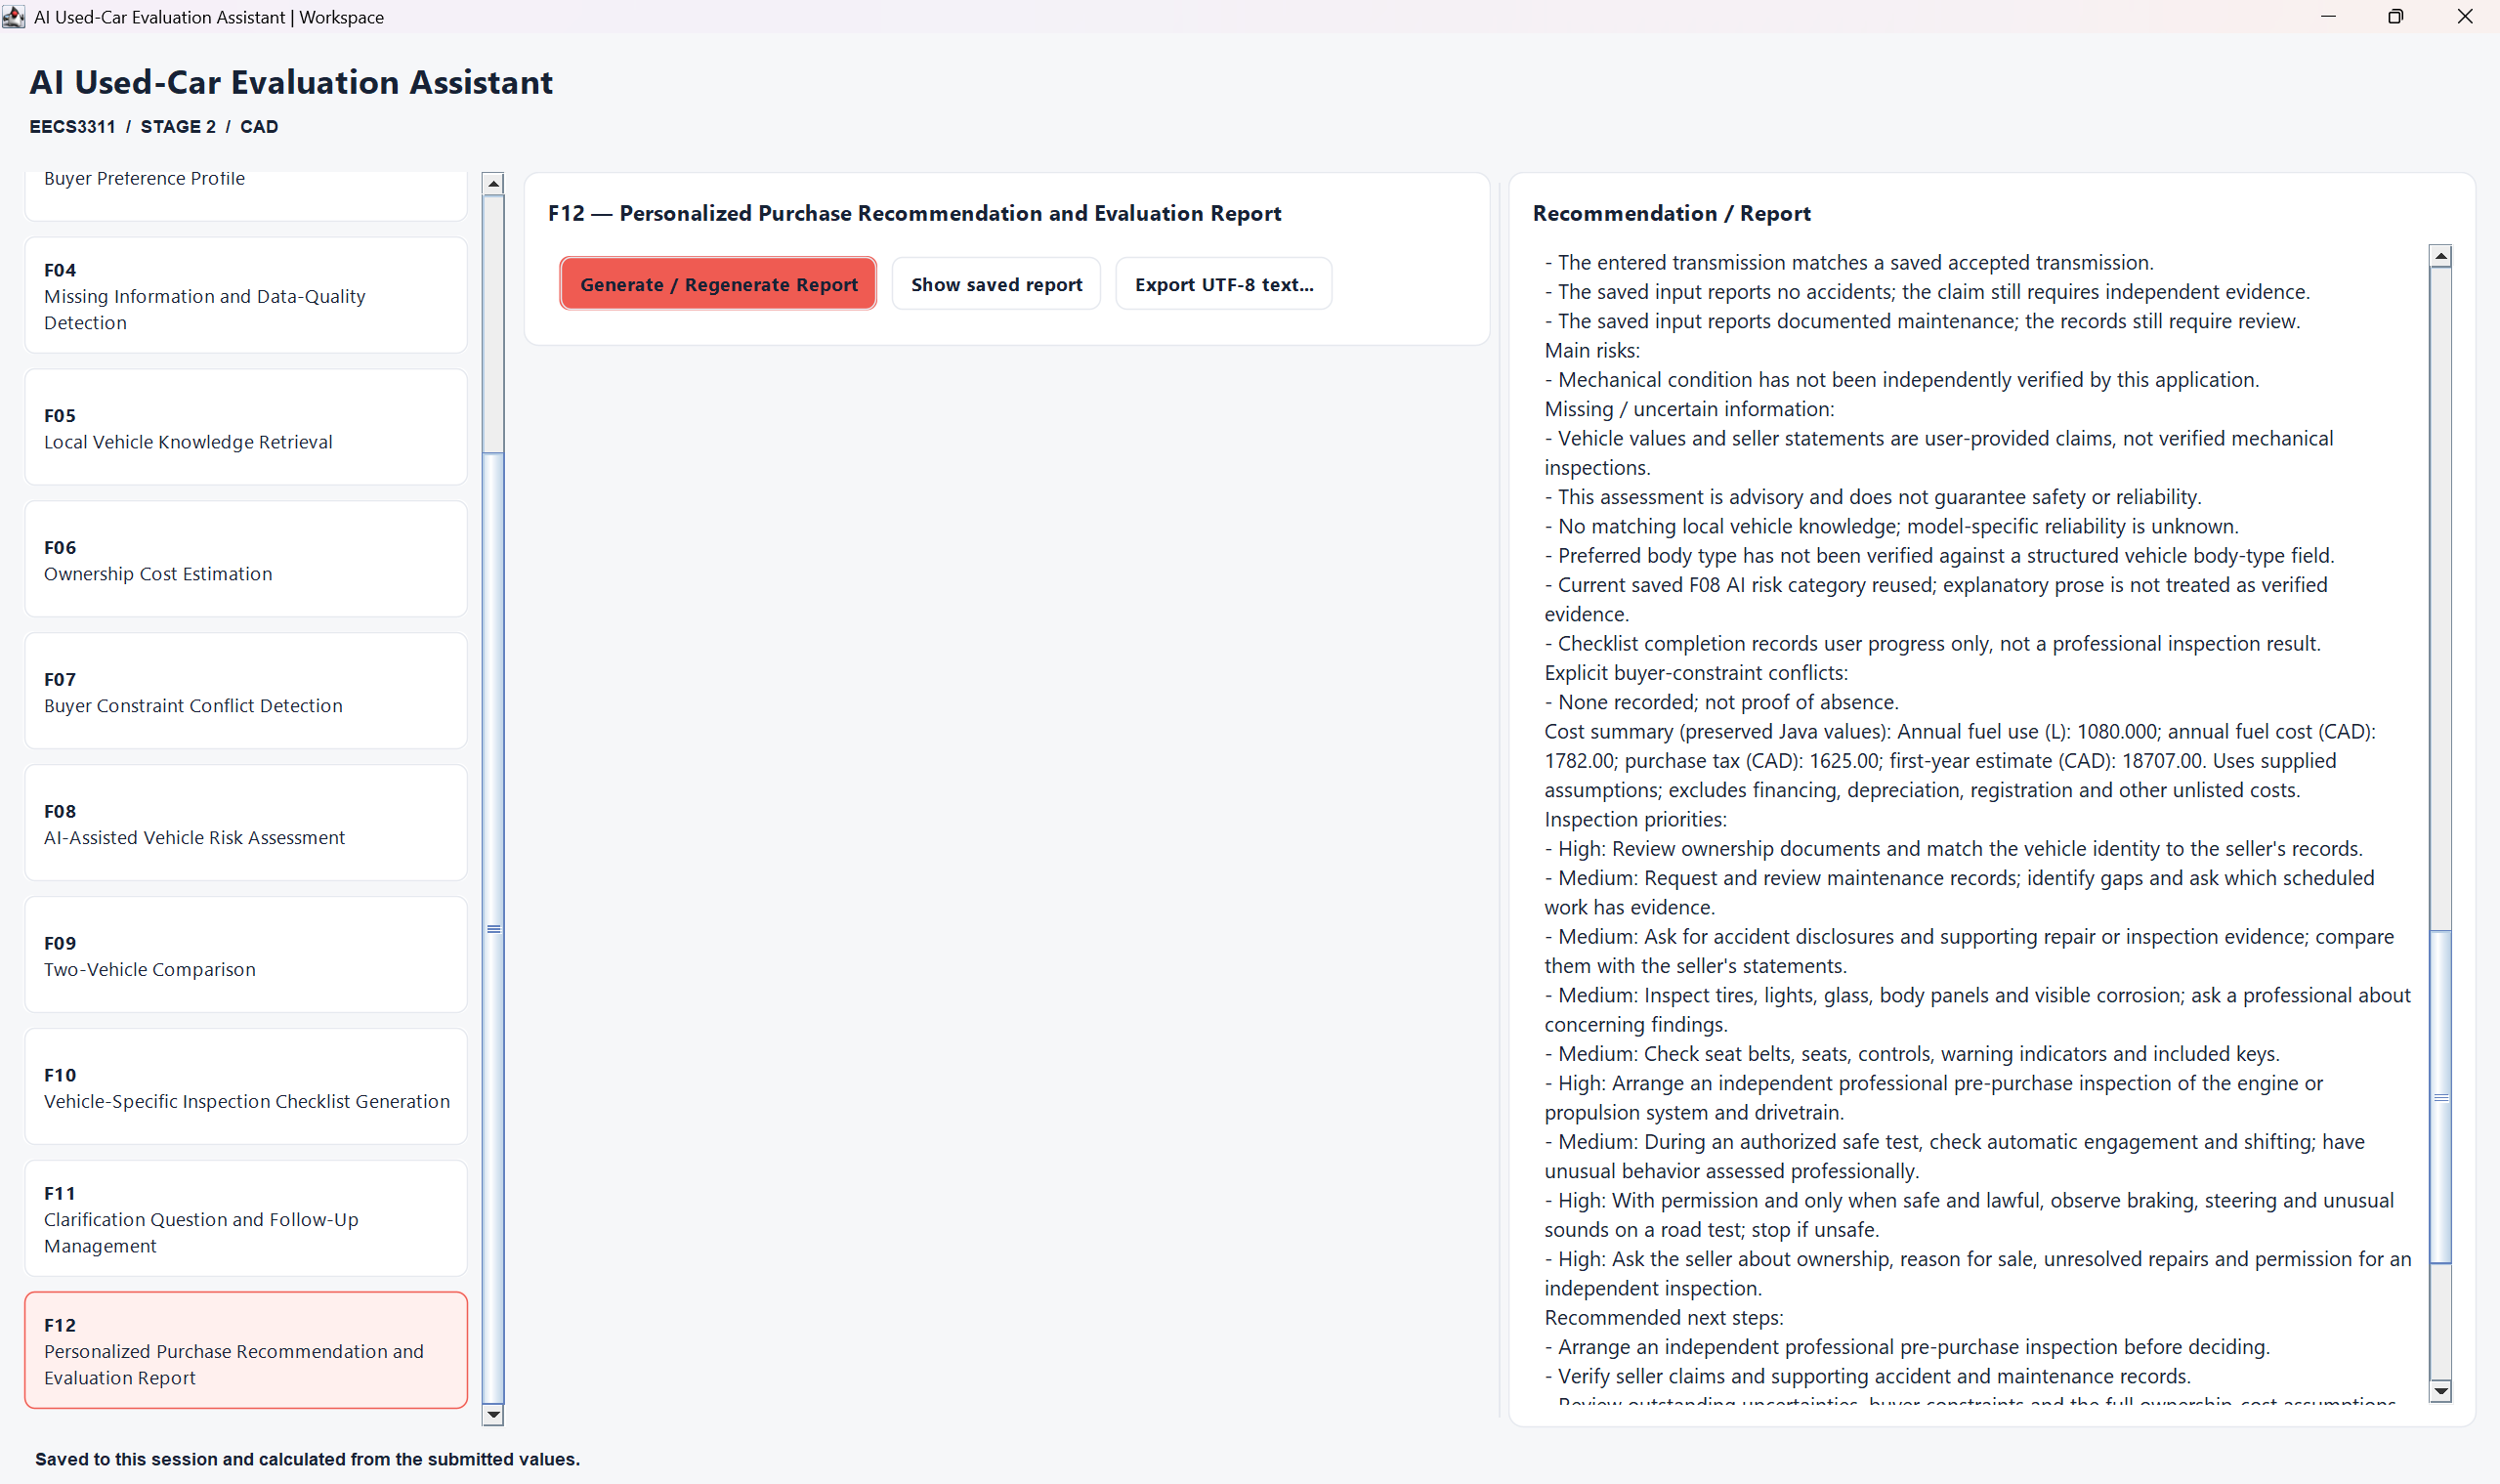 AI Used-Car Evaluation Assistant | Workspace
AI Used-Car Evaluation Assistant
EECS3311 / STAGE 2 / CAD
Buyer Preference Profile
F04
Missing Information and Data-Quality
Detection
F05
Local Vehicle Knowledge Retrieval
F06
Ownership Cost Estimation
F07
Buyer Constraint Conflict Detection
F08
AI-Assisted Vehicle Risk Assessment
F09
Two-Vehicle Comparison
F10
Vehicle-Specific Inspection Checklist Generation
F11
Clarification Question and Follow-Up
Management
F12
Personalized Purchase Recommendation and
Evaluation Report
F12 — Personalized Purchase Recommendation and Evaluation Report
Generate / Regenerate Report
Show saved report
Export UTF-8 text...
Recommendation / Report
- The entered transmission matches a saved accepted transmission.
- The saved input reports no accidents; the claim still requires independent evidence.
- The saved input reports documented maintenance; the records still require review.
Main risks:
- Mechanical condition has not been independently verified by this application.
Missing / uncertain information:
- Vehicle values and seller statements are user-provided claims, not verified mechanical
inspections.
- This assessment is advisory and does not guarantee safety or reliability.
- No matching local vehicle knowledge; model-specific reliability is unknown.
- Preferred body type has not been verified against a structured vehicle body-type field.
- Current saved F08 AI risk category reused; explanatory prose is not treated as verified
evidence.
- Checklist completion records user progress only, not a professional inspection result.
Explicit buyer-constraint conflicts:
- None recorded; not proof of absence.
Cost summary (preserved Java values): Annual fuel use (L): 1080.000; annual fuel cost (CAD):
1782.00; purchase tax (CAD): 1625.00; first-year estimate (CAD): 18707.00. Uses supplied
assumptions; excludes financing, depreciation, registration and other unlisted costs.
Inspection priorities:
- High: Review ownership documents and match the vehicle identity to the seller's records.
- Medium: Request and review maintenance records; identify gaps and ask which scheduled
work has evidence.
- Medium: Ask for accident disclosures and supporting repair or inspection evidence; compare
them with the seller's statements.
- Medium: Inspect tires, lights, glass, body panels and visible corrosion; ask a professional about
concerning findings.
- Medium: Check seat belts, seats, controls, warning indicators and included keys.
- High: Arrange an independent professional pre-purchase inspection of the engine or
propulsion system and drivetrain.
- Medium: During an authorized safe test, check automatic engagement and shifting; have
unusual behavior assessed professionally.
- High: With permission and only when safe and lawful, observe braking, steering and unusual
sounds on a road test; stop if unsafe.
- High: Ask the seller about ownership, reason for sale, unresolved repairs and permission for an
independent inspection.
Recommended next steps:
- Arrange an independent professional pre-purchase inspection before deciding.
- Verify seller claims and supporting accident and maintenance records.
- Review outstanding uncertainties, buyer constraints and the full ownership-cost assumptions.
Saved to this session and calculated from the submitted values.